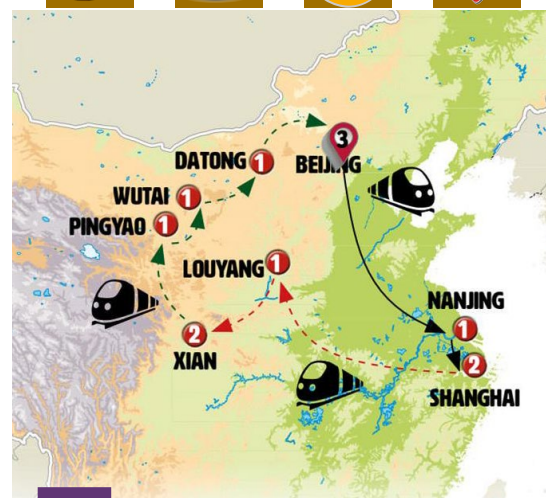 3
DATONG 1
BEIJING
WUTAI 1
PINGYAO 1
LOUYANG 1
NANJING
1
2
XIAN
2
SHANGHAI